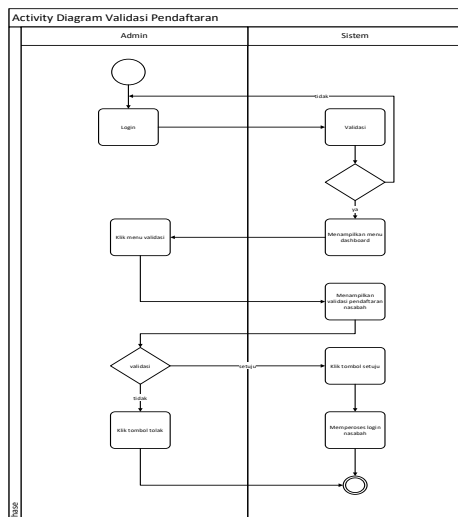 Activity Diagram Validasi Pendaftaran
Admin
Sistem
tidak
Login
Validasi
ya
Klik menu validasi
Menampilkan menu
dashboard
Menampilkan
validasi pendaftaran
nasabah
validasi
setuju
Klik tombol setuju
tidak
Klik tombol tolak
Memperoses login
nasabah
hase